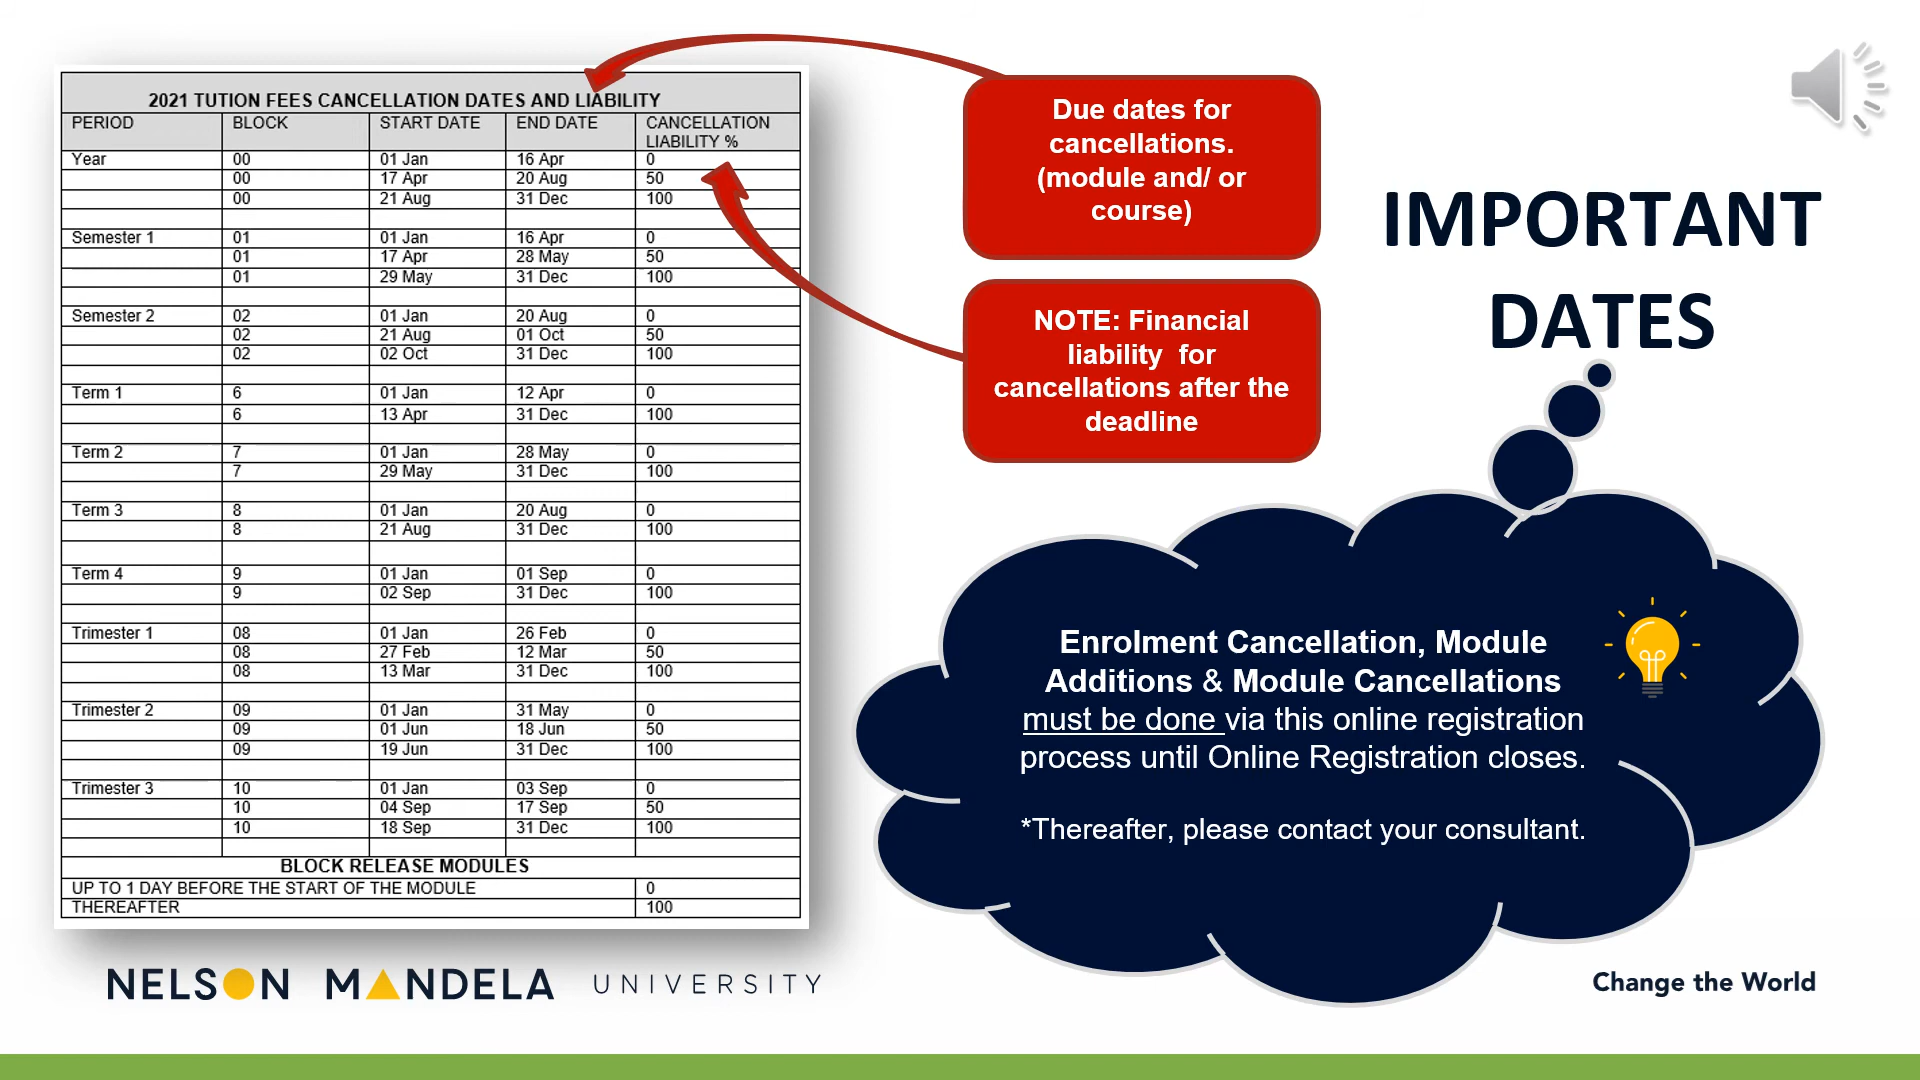 2021 TUTION FEES CANCELLATION DATES AND LIABILITY
PERIOD BLOCK START DATE END DATE CANCELLATION LIABILITY %
Year 00 01 Jan 16 Apr 0
00 17 Apr 20 Aug 50
00 21 Aug 31 Dec 100
Semester 1 01 01 Jan 16 Apr 0
01 17 Apr 28 May 50
01 29 May 31 Dec 100
Semester 2 02 01 Jan 20 Aug 0
02 21 Aug 01 Oct 50
02 02 Oct 31 Dec 100
Term 1 6 01 Jan 12 Apr 0
6 13 Apr 31 Dec 100
Term 2 7 01 Jan 28 May 0
7 29 May 31 Dec 100
Term 3 8 01 Jan 20 Aug 0
8 21 Aug 31 Dec 100
Term 4 9 01 Jan 01 Sep 0
9 02 Sep 31 Dec 100
Trimester 1 08 01 Jan 26 Feb 0
08 27 Feb 12 Mar 50
08 13 Mar 31 Dec 100
Trimester 2 09 01 Jan 31 May 0
09 01 Jun 18 Jun 50
09 19 Jun 31 Dec 100
Trimester 3 10 01 Jan 03 Sep 0
10 04 Sep 17 Sep 50
10 18 Sep 31 Dec 100
BLOCK RELEASE MODULES
UP TO 1 DAY BEFORE THE START OF THE MODULE 0
THEREAFTER 100
Due dates for
cancellations.
(module and/ or
course)
NOTE: Financial
liability for
cancellations after the
deadline
IMPORTANT
DATES
Enrolment Cancellation, Module
Additions & Module Cancellations
must be done via this online registration
process until Online Registration closes.
*Thereafter, please contact your consultant.
NELSON MANDELA UNIVERSITY
Change the World